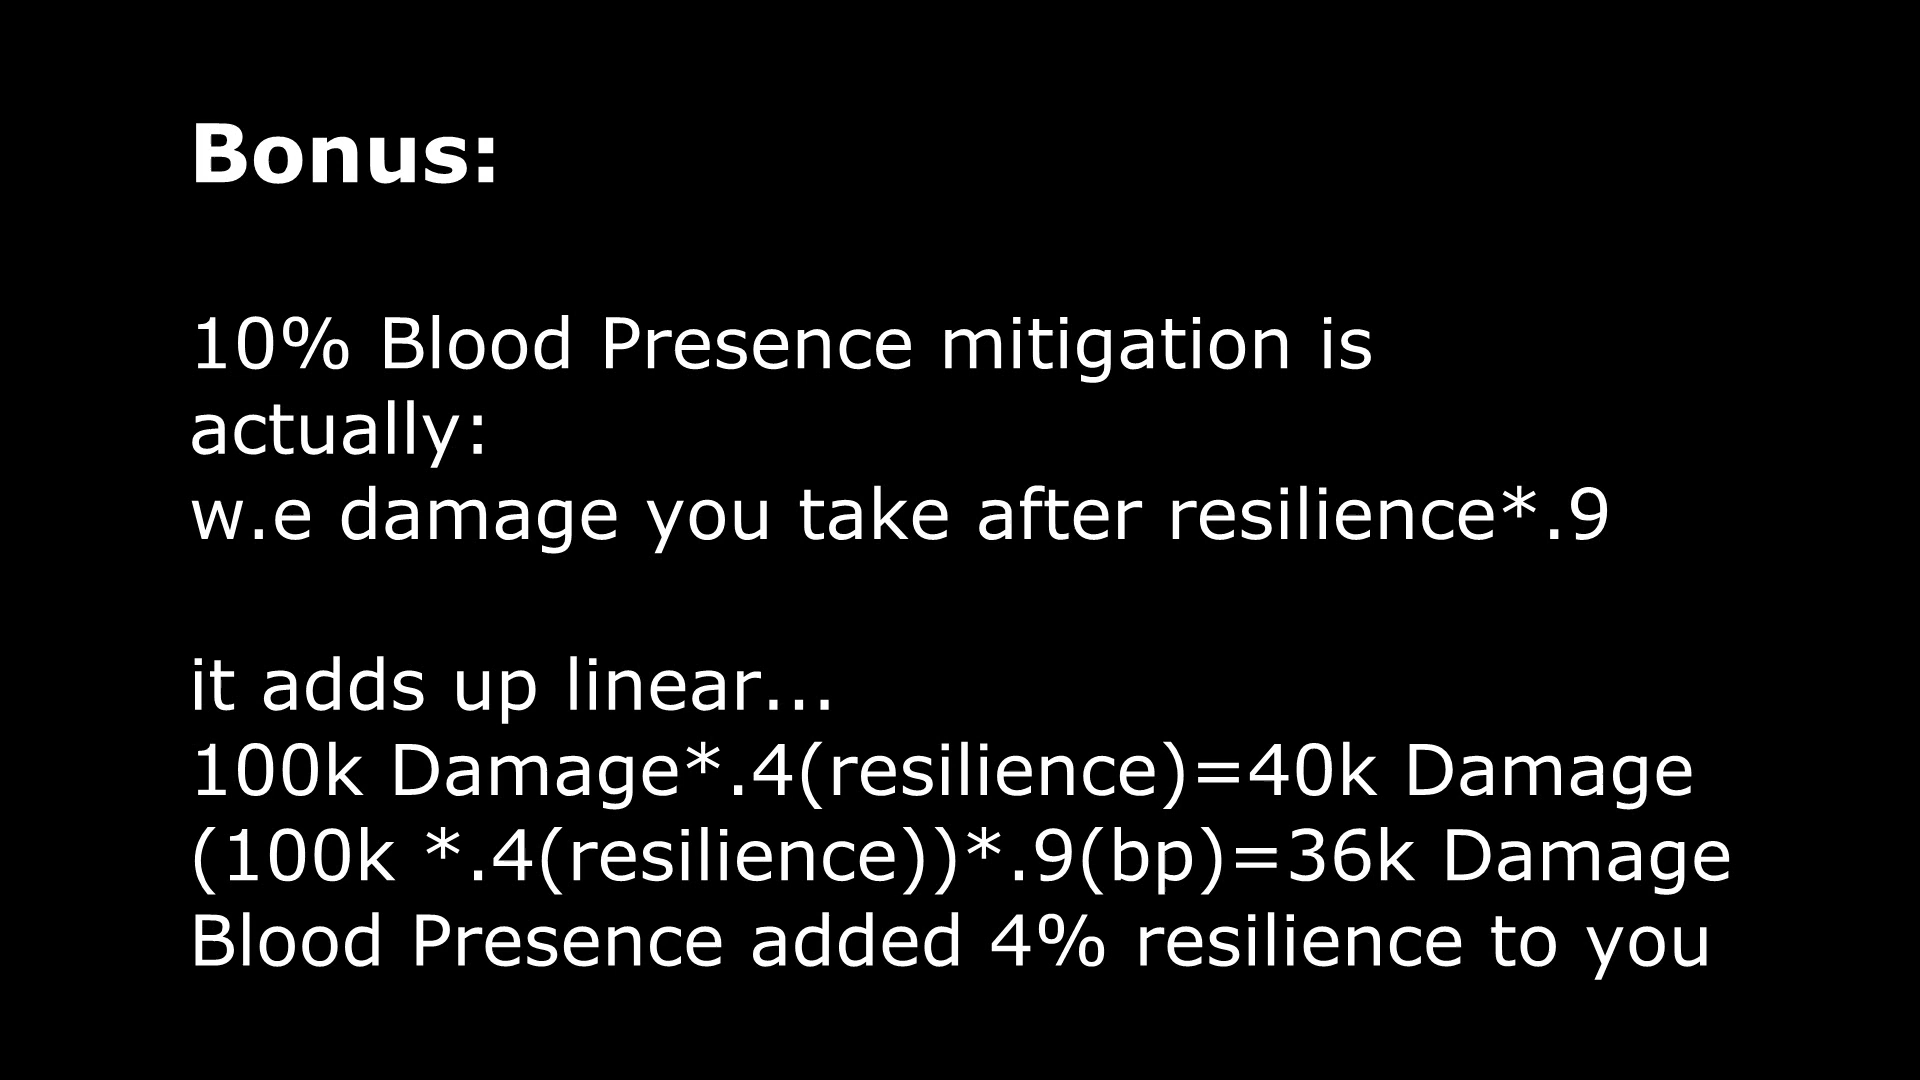 Bonus:
10% Blood Presence mitigation is
actually:
w.e damage you take after resilience*.9
it adds up linear...
100k Damage*.4(resilience)=40k Damage
(100k *.4(resilience))*.9(bp)=36k Damage
Blood Presence added 4% resilience to you